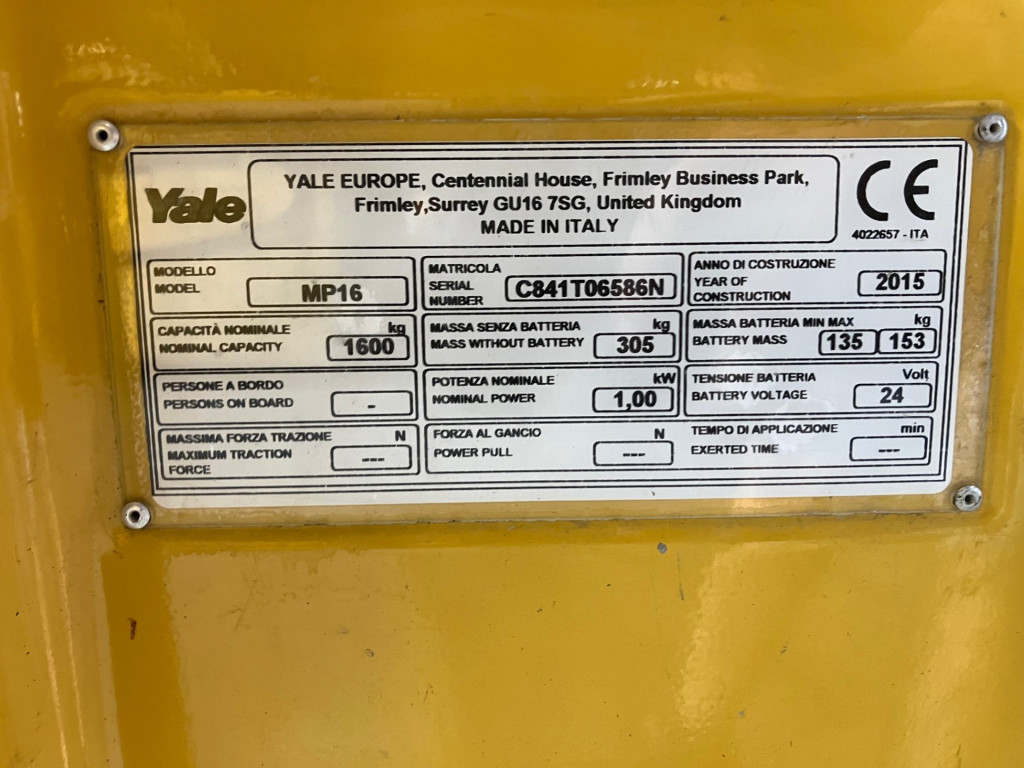 Yale
YALE EUROPE, Centennial House, Frimley Business Park,
Frimley,Surrey GU16 7SG, United Kingdom
MADE IN ITALY
CE
4022657 - ITA
MODELLO
MODEL
MP16
MATRICOLA
SERIAL
NUMBER
C841T06586N
ANNO DI COSTRUZIONE
YEAR OF
CONSTRUCTION
2015
CAPACITÀ NOMINALE kg
NOMINAL CAPACITY 1600
MASSA SENZA BATTERIA kg
MASS WITHOUT BATTERY 305
MASSA BATTERIA MIN MAX kg
BATTERY MASS 135 153
PERSONE A BORDO
PERSONS ON BOARD -
POTENZA NOMINALE kW
NOMINAL POWER 1,00
TENSIONE BATTERIA Volt
BATTERY VOLTAGE 24
MASSIMA FORZA TRAZIONE N
MAXIMUM TRACTION ---
FORCE
FORZA AL GANCIO N
POWER PULL ---
TEMPO DI APPLICAZIONE min
EXERTED TIME ---